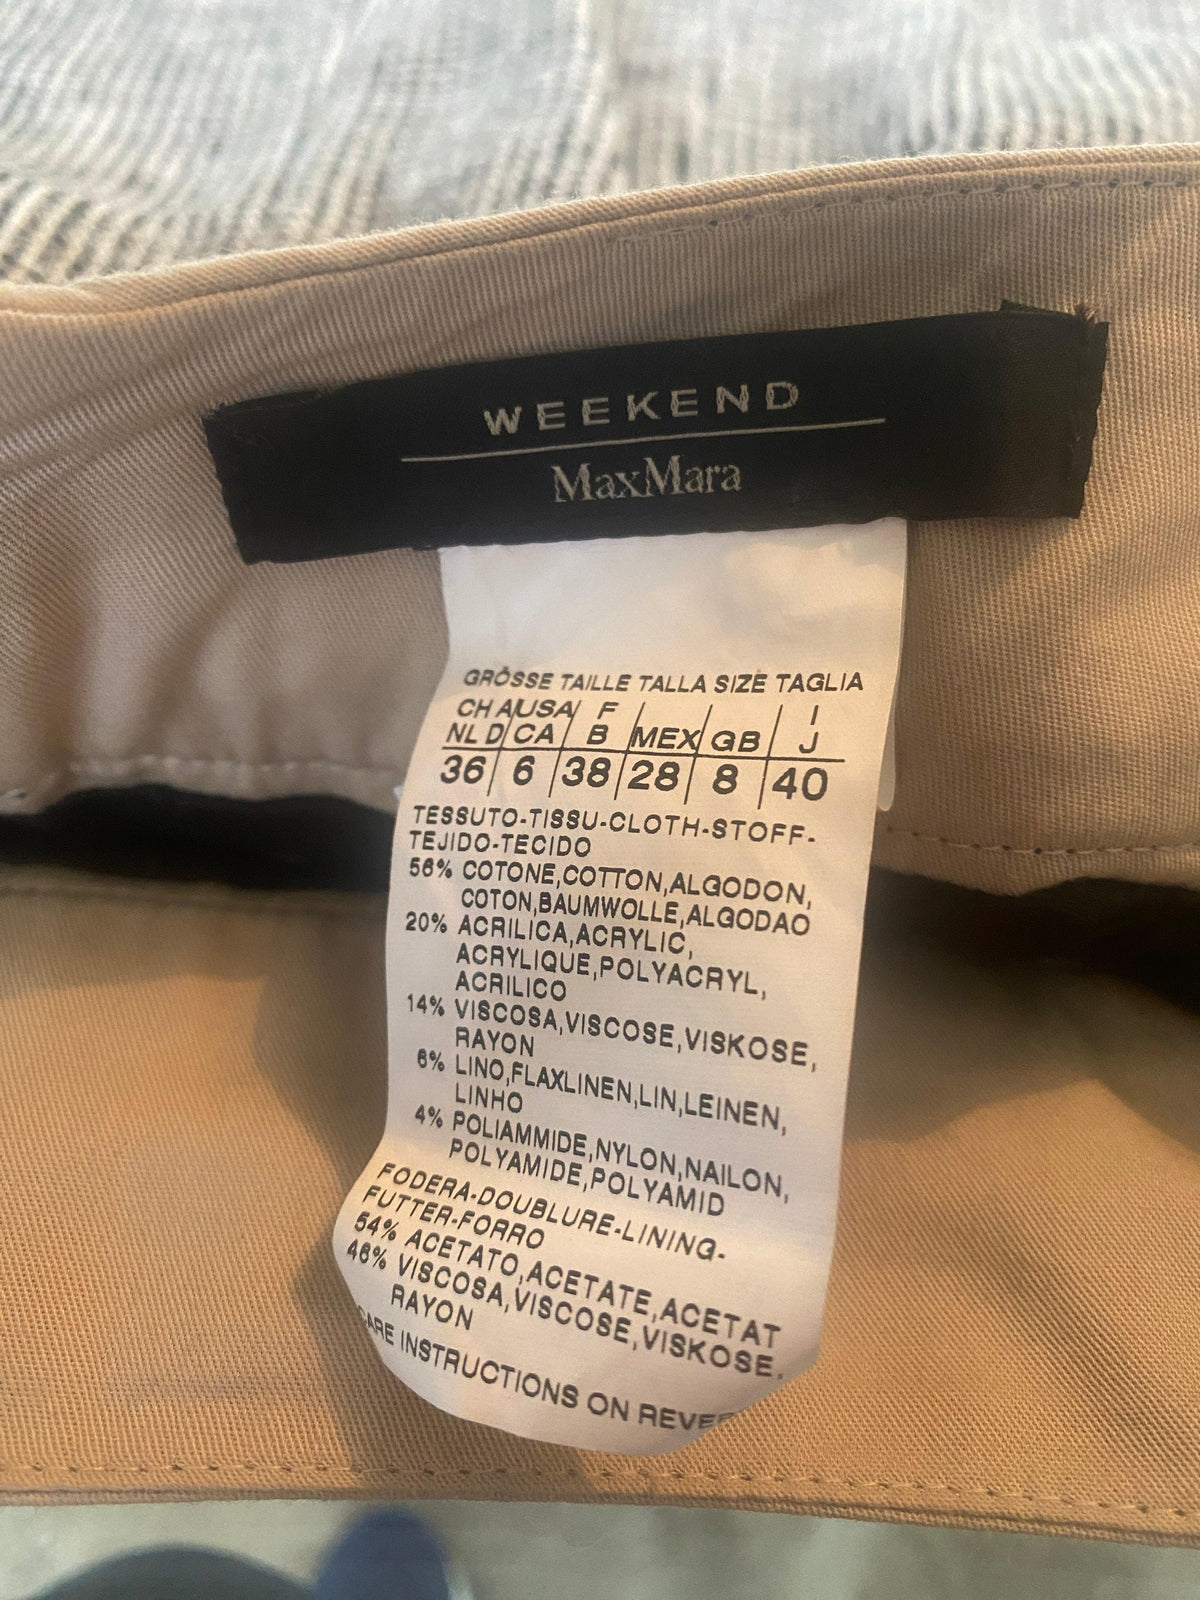 WEEKEND
MaxMara
GRÖSSE TAILLE TALLA SIZE TAGLIA
CH A USA F I
NL D CA B MEX GB J
36 6 38 28 8 40
TESSUTO-TISSU-CLOTH-STOFF-
TEJIDO-TECIDO
56% COTONE,COTTON,ALGODON,
COTON,BAUMWOLLE,ALGODAO
20% ACRILICA,ACRYLIC,
ACRYLIQUE,POLYACRYL,
ACRILICO
14% VISCOSA,VISCOSE,VISKOSE,
RAYON
6% LINO,FLAXLINEN,LIN,LEINEN,
LINHO
4% POLIAMMIDE,NYLON,NAILON,
POLYAMIDE,POLYAMID
FODERA-DOUBLURE-LINING-
FUTTER-FORRO
54% ACETATO,ACETATE,ACETAT
46% VISCOSA,VISCOSE,VISKOSE,
RAYON
CARE INSTRUCTIONS ON